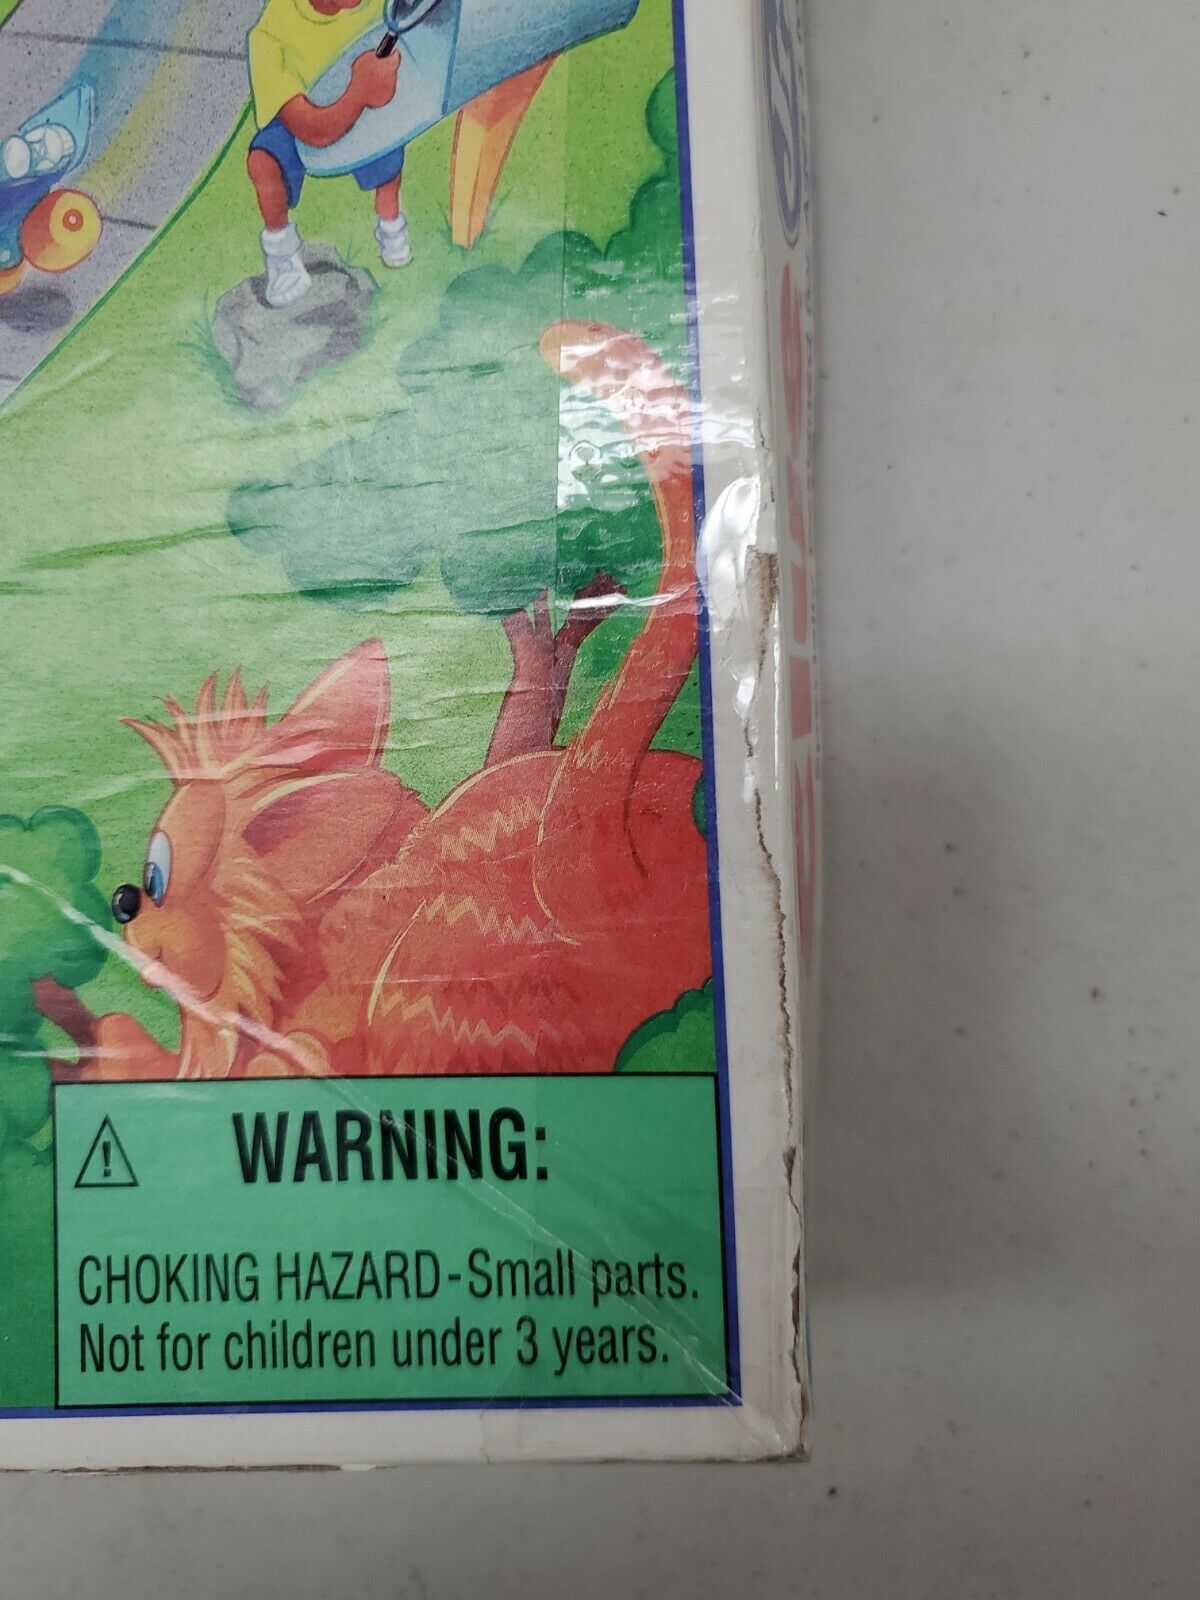 WARNING:
CHOKING HAZARD-Small parts.
Not for children under 3 years.